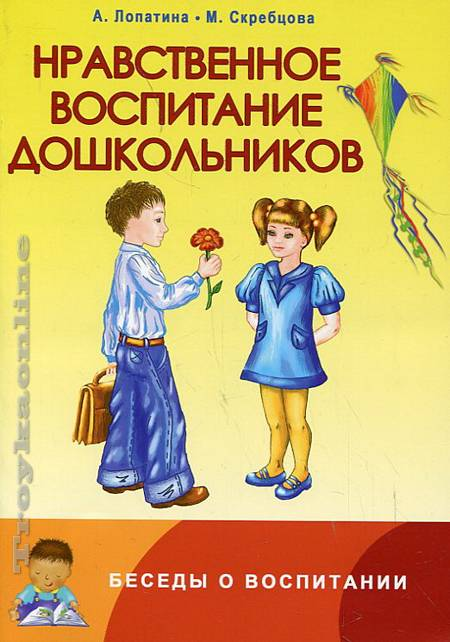 А. Лопатина • М. Скребцова
НРАВСТВЕННОЕ
ВОСПИТАНИЕ
ДОШКОЛЬНИКОВ
Troykaonline
БЕСЕДЫ О ВОСПИТАНИИ